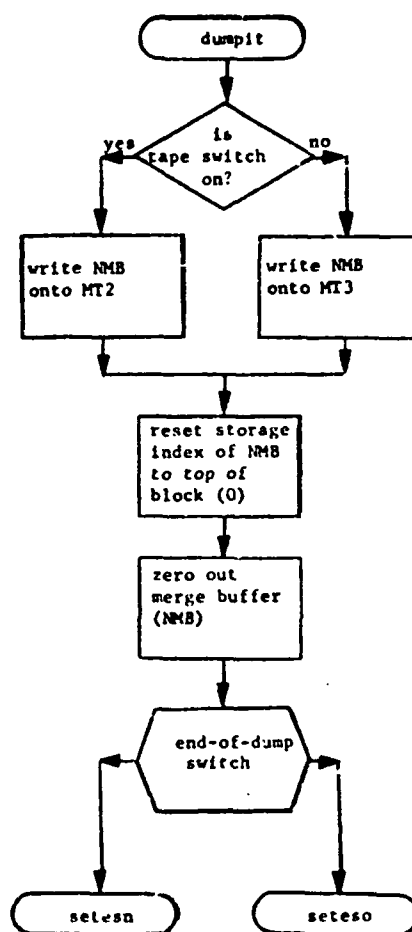 dumpit
is
tape switch
on?
yes
no
write NMB
onto MT2
write NMB
onto MT3
reset storage
index of NMB
to top of
block (0)
zero out
merge buffer
(NMB)
end-of-dump
switch
setesn
seteso